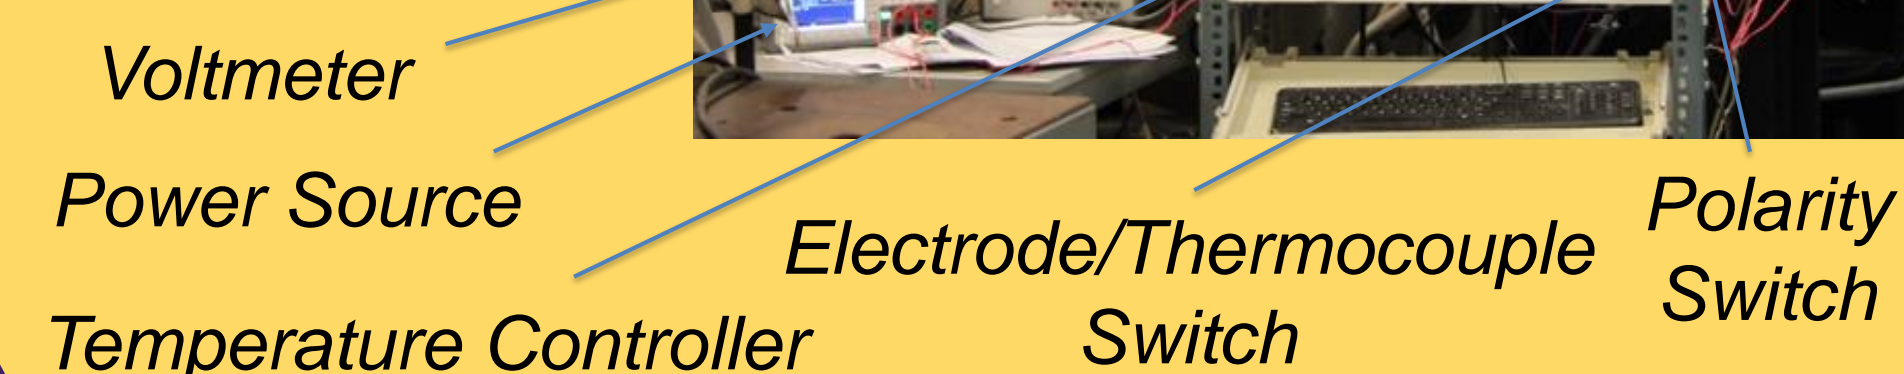 Voltmeter
Power Source
Temperature Controller
Electrode/Thermocouple
Switch
Polarity
Switch